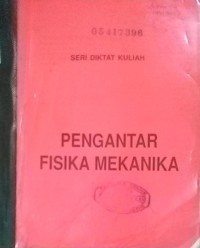 05417396
SERI DIKTAT KULIAH
PENGANTAR
FISIKA MEKANIKA